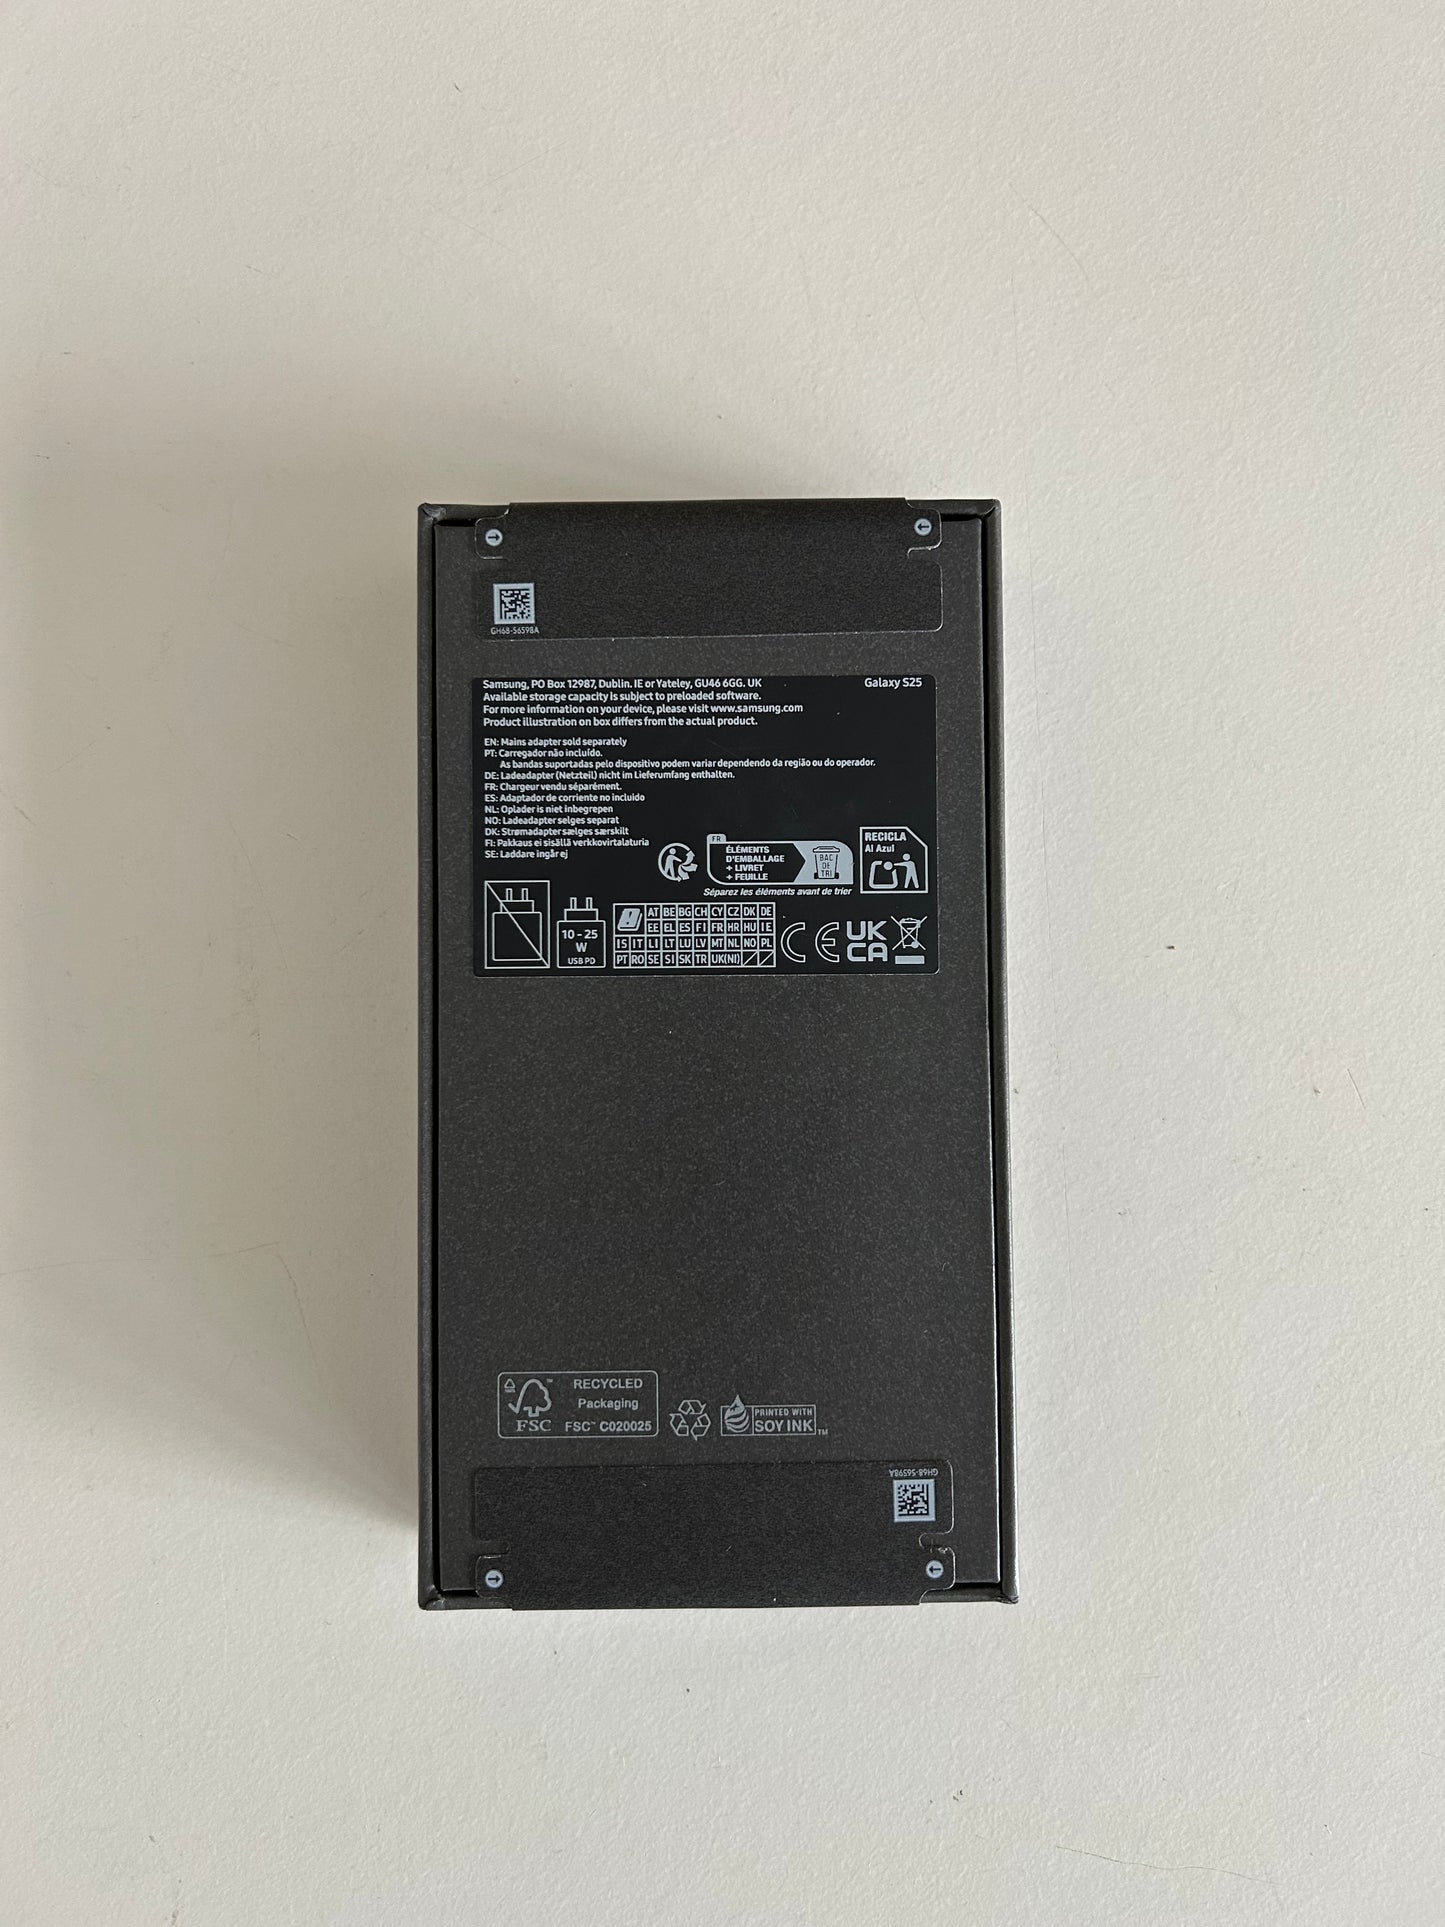 GH68-56598A
Samsung, PO Box 12987, Dublin. IE or Yateley, GU46 6GG. UK
Galaxy S25
Available storage capacity is subject to preloaded software.
For more information on your device, please visit www.samsung.com
Product illustration on box differs from the actual product.
EN: Mains adapter sold separately
PT: Carregador não incluído.
As bandas suportadas pelo dispositivo podem variar dependendo da região ou do operador.
DE: Ladeadapter (Netzteil) nicht im Lieferumfang enthalten.
FR: Chargeur vendu séparément.
ES: Adaptador de corriente no incluido
NL: Oplader is niet inbegrepen
NO: Ladeadapter selges separat
DK: Strømadapter sælges særskilt
FI: Pakkaus ei sisällä verkkovirtalaturia
SE: Laddare ingår ej
FR
ÉLÉMENTS
D'EMBALLAGE
+ LIVRET
+ FEUILLE
BAC
DE
TRI
Séparez les éléments avant de trier
RECICLA
Al Azul
10 - 25
W
USB PD
AT BE BG CH CY CZ DK DE
EE EL ES FI FR HR HU IE
IS IT LI LT LU LV MT NL NO PL
PT RO SE SI SK TR UK(NI)
CE
UK
CA
FSC™
RECYCLED
Packaging
FSC™ C020025
PRINTED WITH
SOY INK™
GH68-56598A